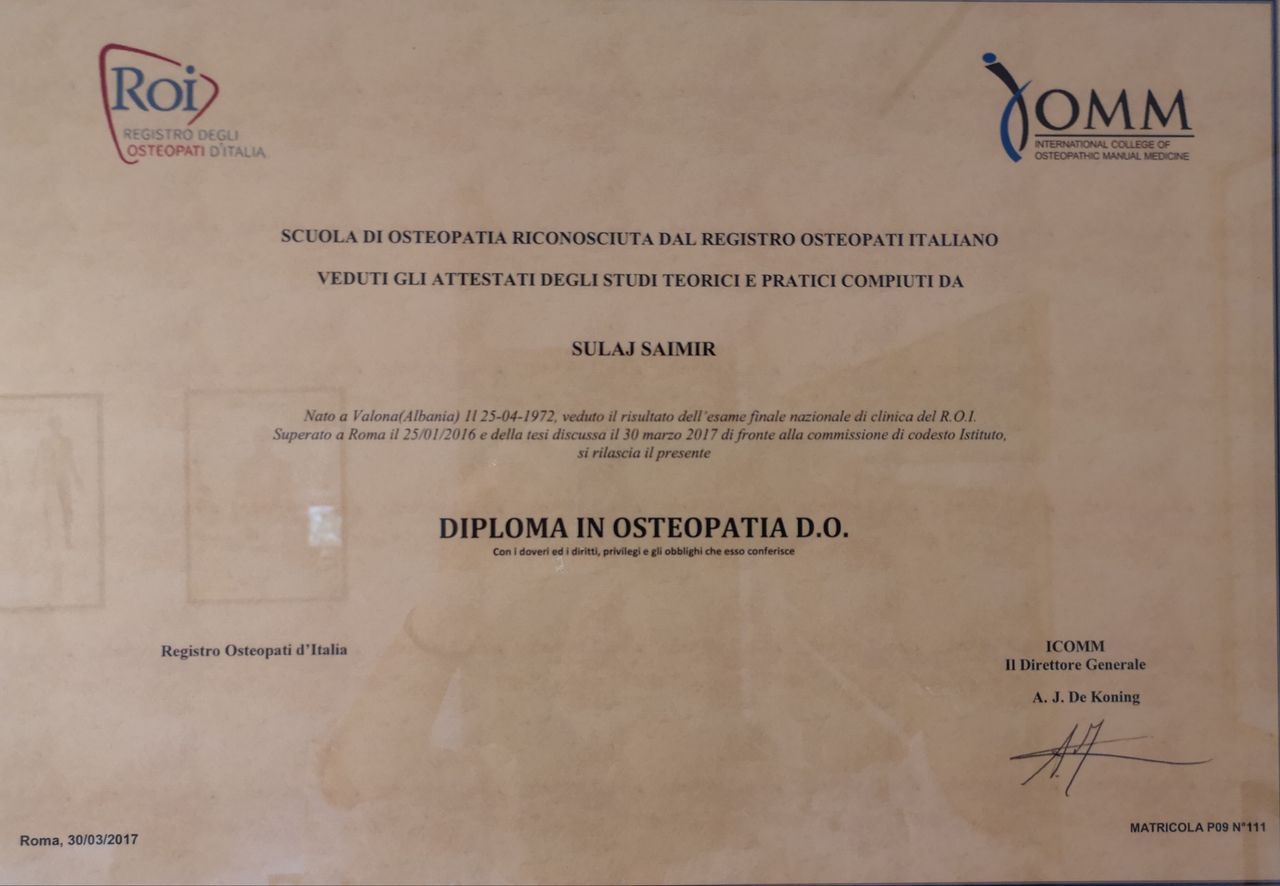 Roi
REGISTRO DEGLI
OSTEOPATI D'ITALIA
ICOMM
INTERNATIONAL COLLEGE OF
OSTEOPATHIC MANUAL MEDICINE
SCUOLA DI OSTEOPATIA RICONOSCIUTA DAL REGISTRO OSTEOPATI ITALIANO
VEDUTI GLI ATTESTATI DEGLI STUDI TEORICI E PRATICI COMPIUTI DA
SULAJ SAIMIR
Nato a Valona(Albania) Il 25-04-1972, veduto il risultato dell'esame finale nazionale di clinica del R.O.I.
Superato a Roma il 25/01/2016 e della tesi discussa il 30 marzo 2017 di fronte alla commissione di codesto Istituto,
si rilascia il presente
DIPLOMA IN OSTEOPATIA D.O.
Con i doveri ed i diritti, privilegi e gli obblighi che esso conferisce
Registro Osteopati d'Italia
ICOMM
Il Direttore Generale
A. J. De Koning
Roma, 30/03/2017
MATRICOLA P09 N°111